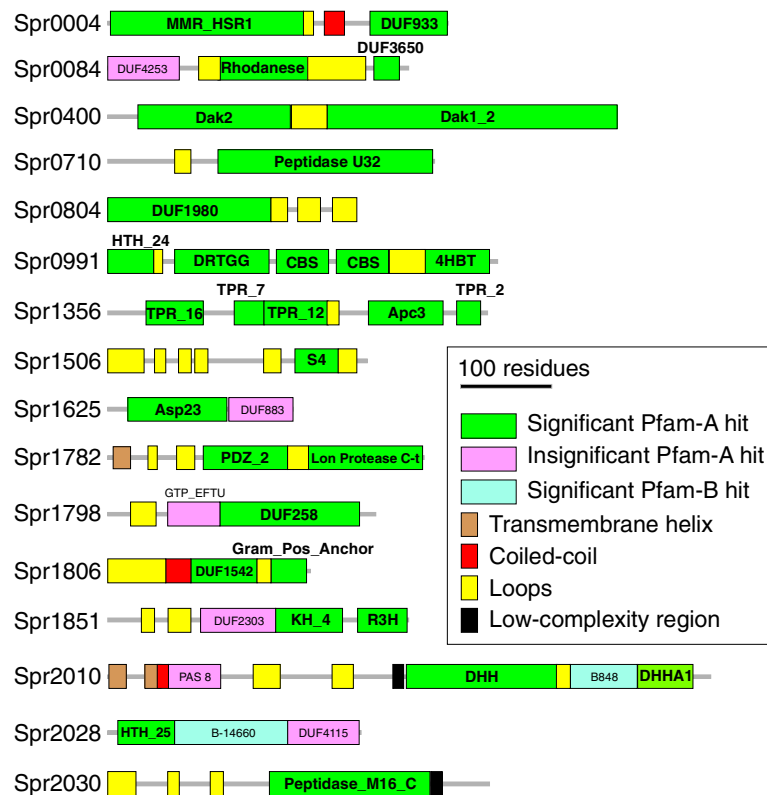 Spr0004 MMR_HSR1 DUF933
DUF3650
Spr0084 DUF4253 Rhodanese
Spr0400 Dak2 Dak1_2
Spr0710 Peptidase U32
Spr0804 DUF1980
HTH_24
Spr0991 DRTGG CBS CBS 4HBT
TPR_7 TPR_2
Spr1356 TPR_16 TPR_12 Apc3
Spr1506 S4
100 residues
Spr1625 Asp23 DUF883
Significant Pfam-A hit
Insignificant Pfam-A hit
Significant Pfam-B hit
Transmembrane helix
Coiled-coil
Loops
Low-complexity region
Spr1782 PDZ_2 Lon Protease C-t
GTP_EFTU
Spr1798 DUF258
Gram_Pos_Anchor
Spr1806 DUF1542
Spr1851 DUF2303 KH_4 R3H
Spr2010 PAS 8 DHH B848 DHHA1
Spr2028 HTH_25 B-14660 DUF4115
Spr2030 Peptidase_M16_C